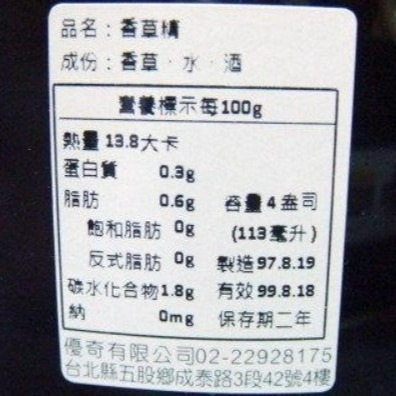 品名：香草精
成份：香草，水，酒
營養標示每100g
熱量 13.8大卡
蛋白質 0.3g
脂肪 0.6g 容量 4 盎司
飽和脂肪 0g (113毫升)
反式脂肪 0g 製造 97.8.19
碳水化合物1.8g 有效 99.8.18
納 0mg 保存期二年
優奇有限公司02-22928175
台北縣五股鄉成泰路3段42號4樓